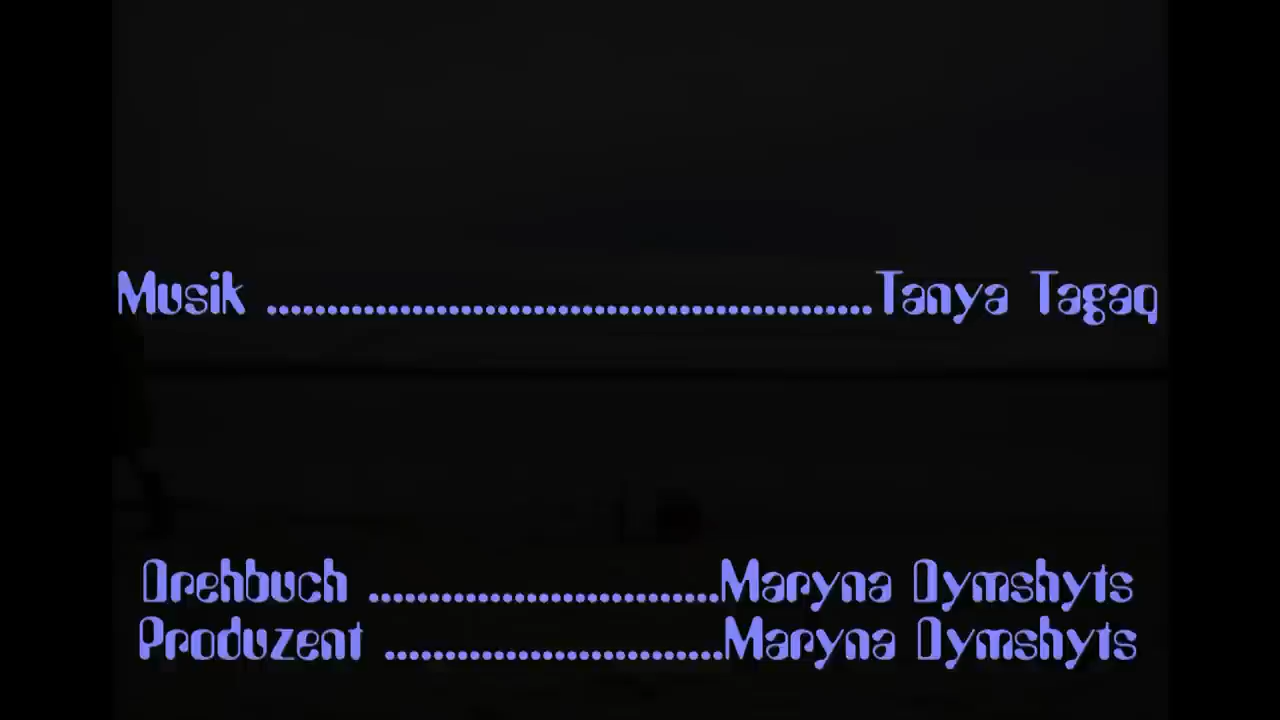 Musik ..................................................Tanya Tagaq
Drehbuch .............................Maryna Dymshyts
Produzent ............................Maryna Dymshyts